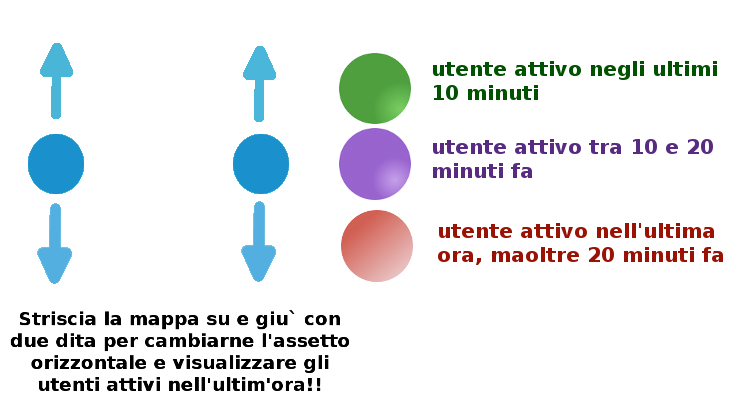 utente attivo negli ultimi
10 minuti
utente attivo tra 10 e 20
minuti fa
utente attivo nell'ultima
ora, maoltre 20 minuti fa
Striscia la mappa su e giu` con
due dita per cambiarne l'assetto
orizzontale e visualizzare gli
utenti attivi nell'ultim'ora!!